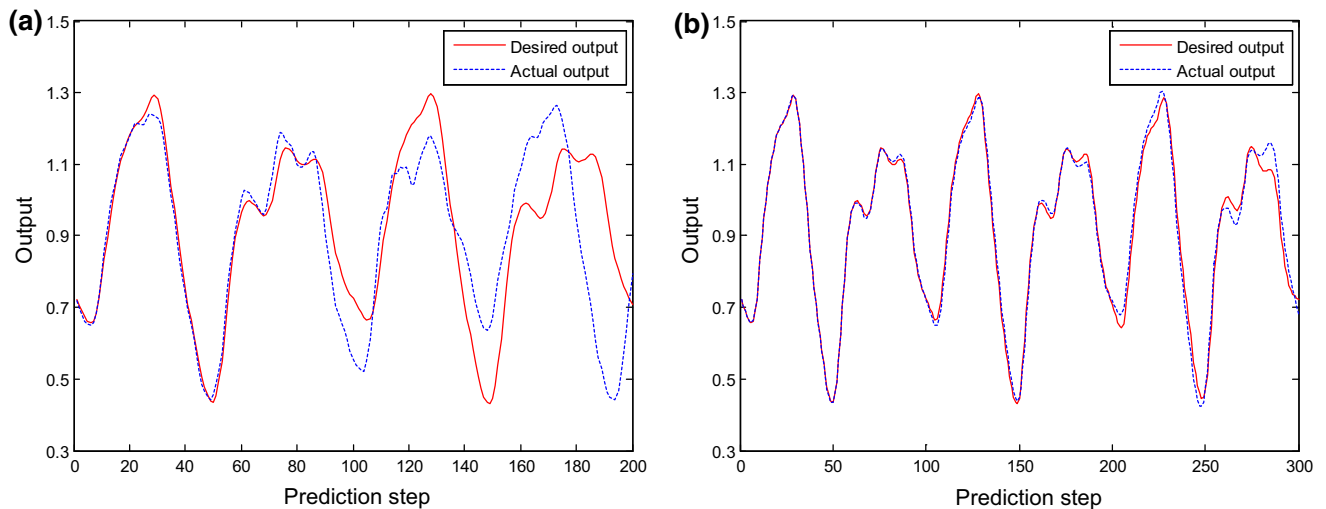 (a)
1.5
1.3
1.1
0.9
0.7
0.5
0.3
Output
0 20 40 60 80 100 120 140 160 180 200
Prediction step
Desired output
Actual output
(b)
1.5
1.3
1.1
0.9
0.7
0.5
0.3
Output
0 50 100 150 200 250 300
Prediction step
Desired output
Actual output